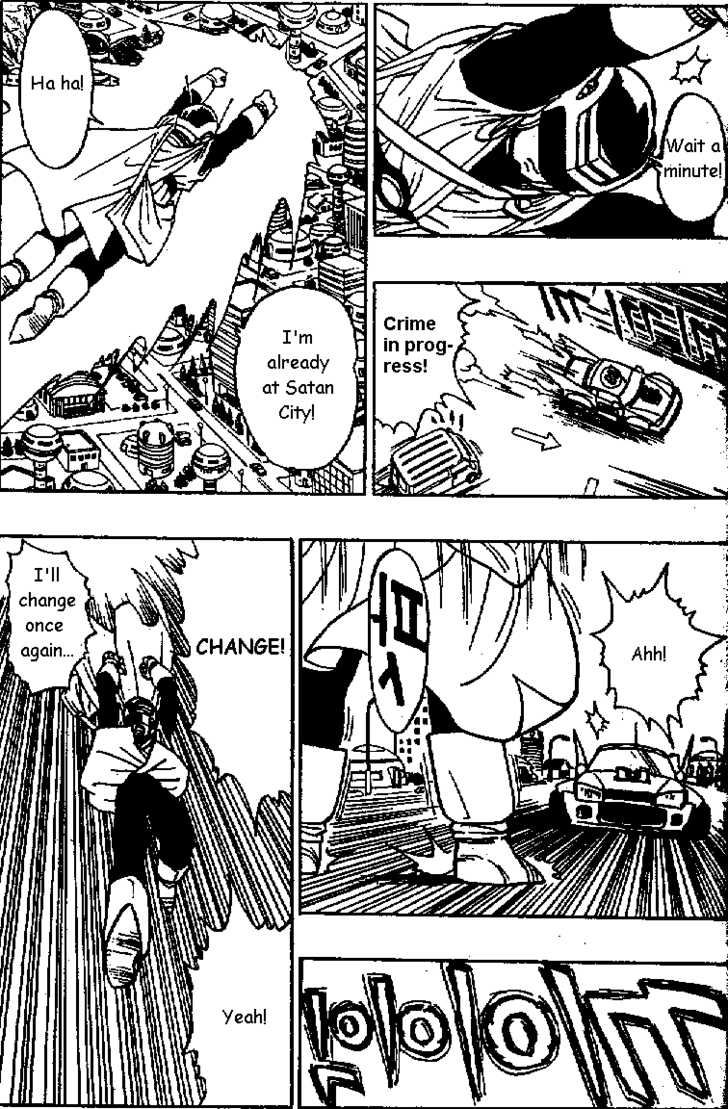 Ha ha!
I'm
already
at Satan
City!
Wait a
minute!
Crime
in prog-
ress!
I'll
change
once
again...
CHANGE!
Yeah!
Ahh!